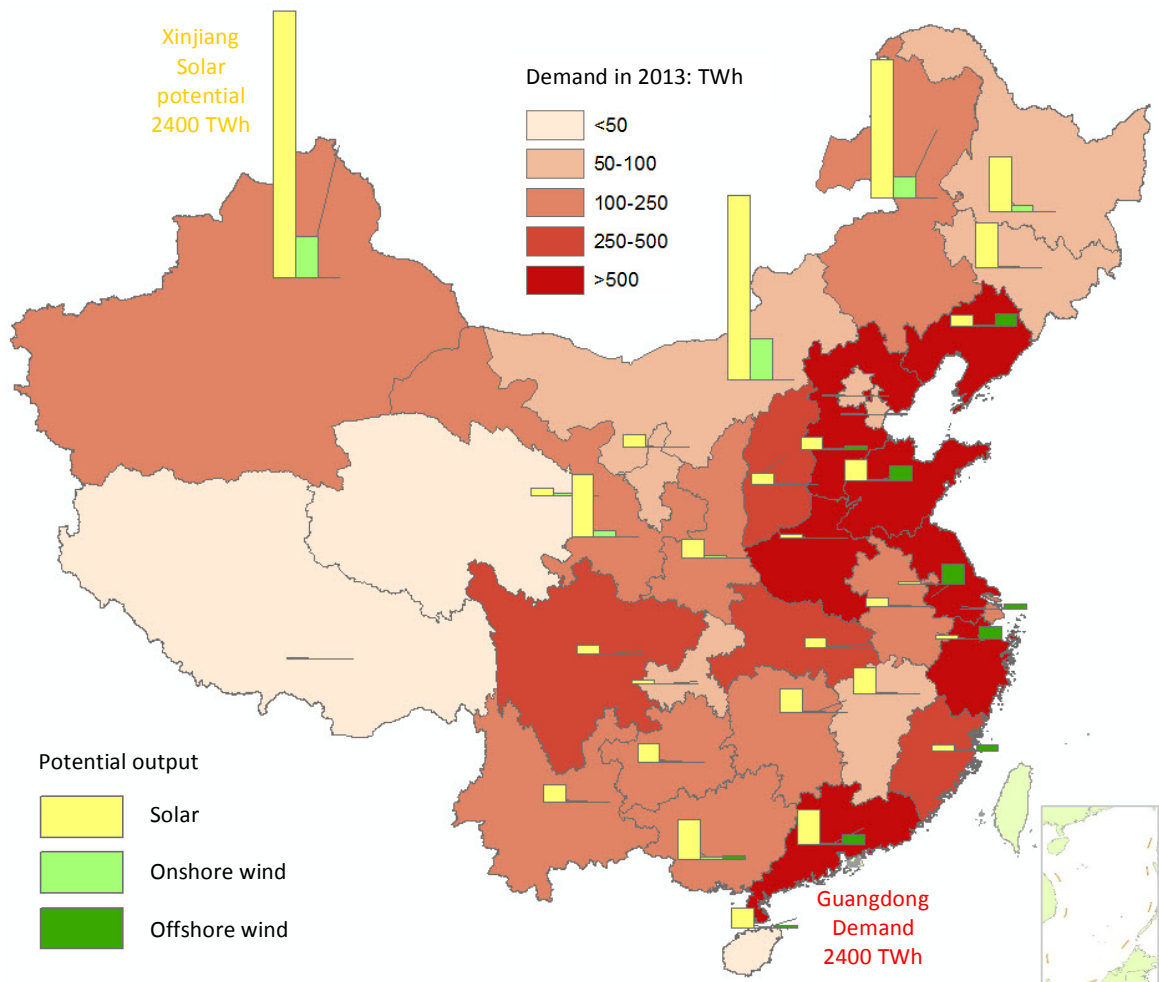 Xinjiang
Solar
potential
2400 TWh
Demand in 2013: TWh
<50
50-100
100-250
250-500
>500
Potential output
Solar
Onshore wind
Offshore wind
Guangdong
Demand
2400 TWh